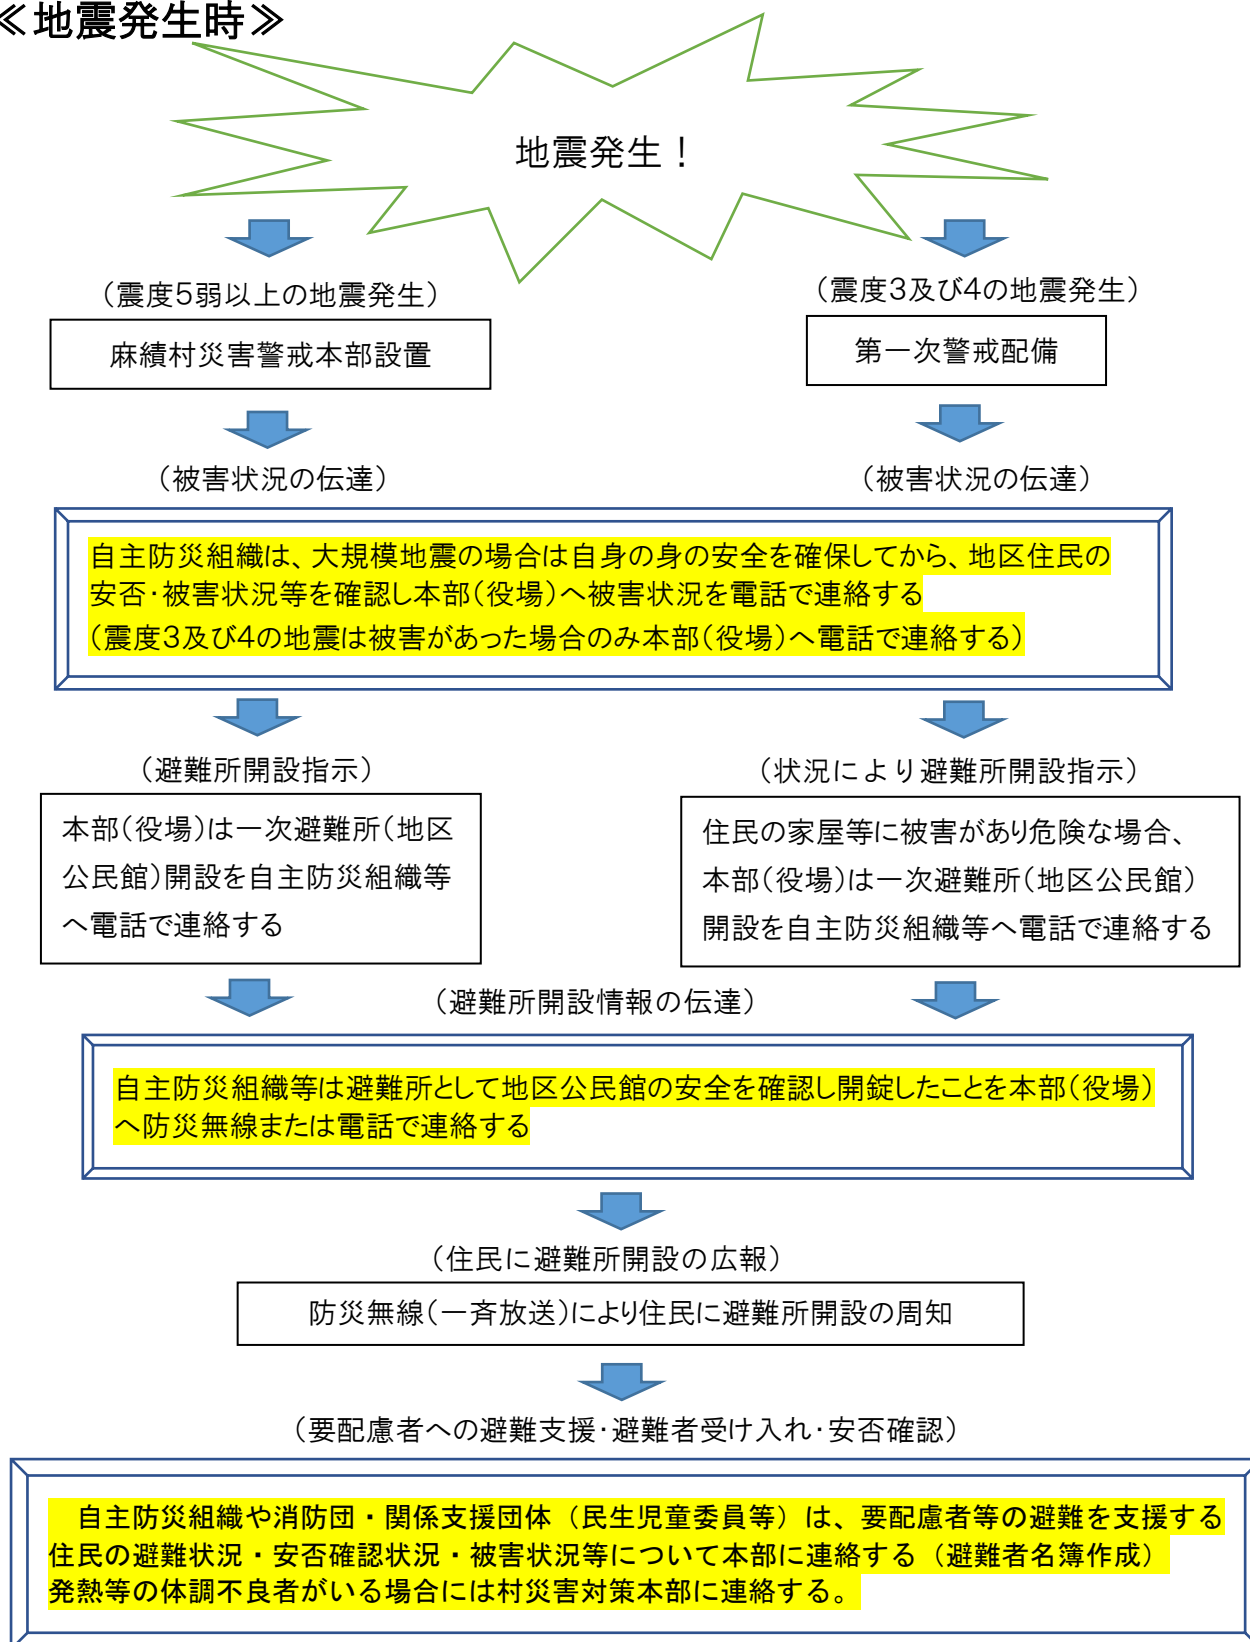 ≪地震発生時≫
地震発生！
（震度5弱以上の地震発生）
（震度3及び4の地震発生）
麻績村災害警戒本部設置
第一次警戒配備
（被害状況の伝達）
（被害状況の伝達）
自主防災組織は、大規模地震の場合は自身の身の安全を確保してから、地区住民の
安否・被害状況等を確認し本部（役場）へ被害状況を電話で連絡する
（震度3及び4の地震は被害があった場合のみ本部（役場）へ電話で連絡する）
（避難所開設指示）
（状況により避難所開設指示）
本部（役場）は一次避難所（地区
公民館）開設を自主防災組織等
へ電話で連絡する
住民の家屋等に被害があり危険な場合、
本部（役場）は一次避難所（地区公民館）
開設を自主防災組織等へ電話で連絡する
（避難所開設情報の伝達）
自主防災組織等は避難所として地区公民館の安全を確認し開錠したことを本部（役場）
へ防災無線または電話で連絡する
（住民に避難所開設の広報）
防災無線（一斉放送）により住民に避難所開設の周知
（要配慮者への避難支援・避難者受け入れ・安否確認）
自主防災組織や消防団・関係支援団体（民生児童委員等）は、要配慮者等の避難を支援する
住民の避難状況・安否確認状況・被害状況等について本部に連絡する（避難者名簿作成）
発熱等の体調不良者がいる場合には村災害対策本部に連絡する。